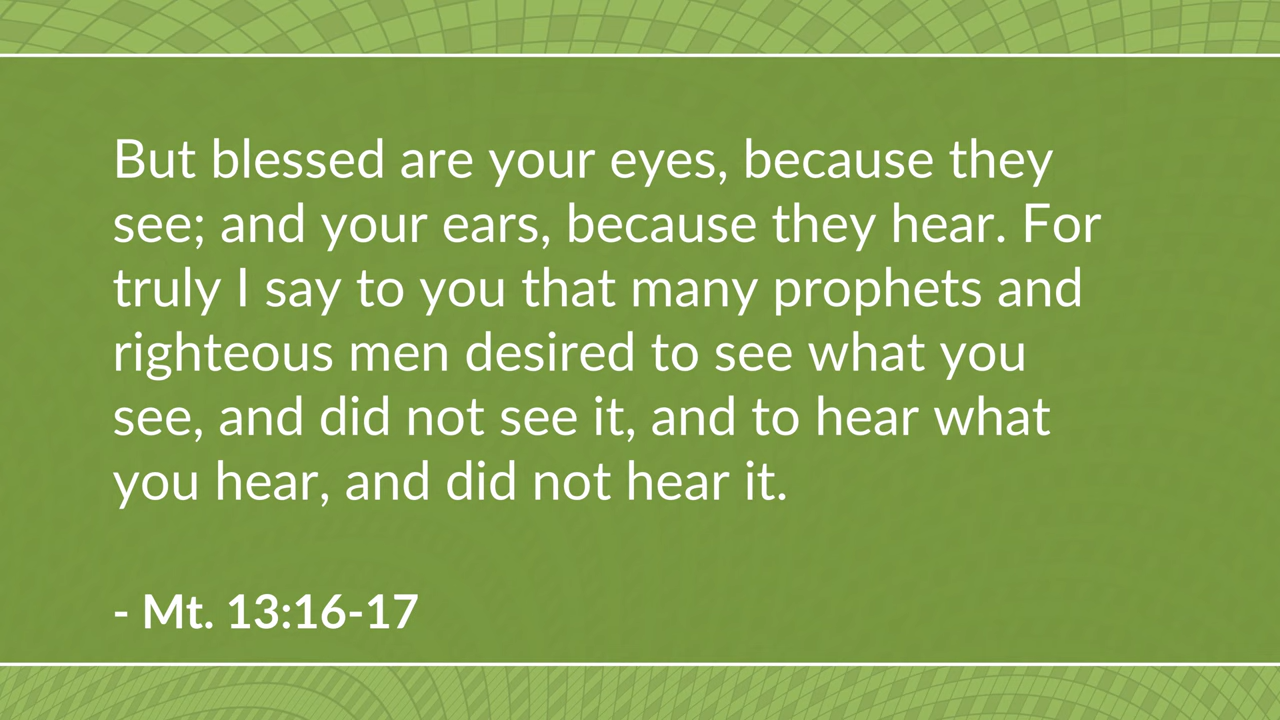 But blessed are your eyes, because they
see; and your ears, because they hear. For
truly I say to you that many prophets and
righteous men desired to see what you
see, and did not see it, and to hear what
you hear, and did not hear it.
- Mt. 13:16-17